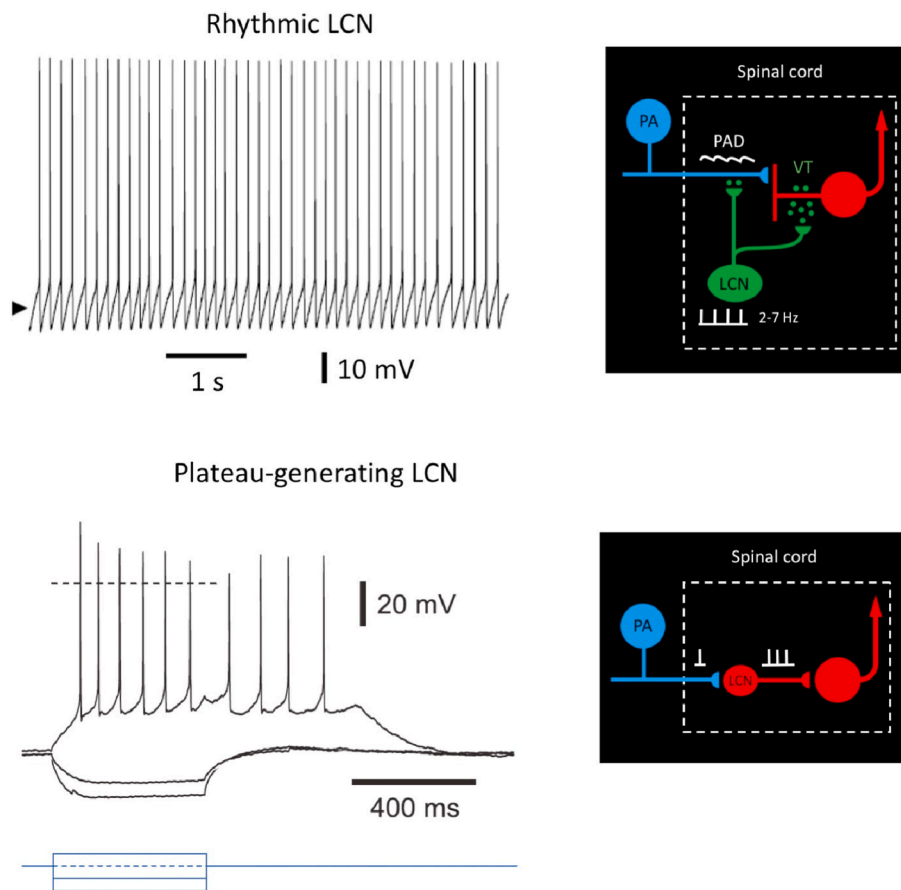 Rhythmic LCN
1 s
10 mV
Spinal cord
PA
PAD
VT
LCN
2-7 Hz
Plateau-generating LCN
20 mV
400 ms
Spinal cord
PA
LCN